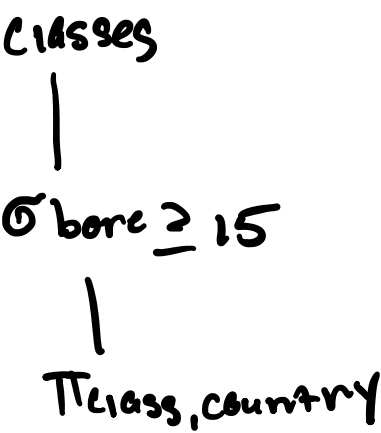 classes
σ bore ≥ 15
π class, country